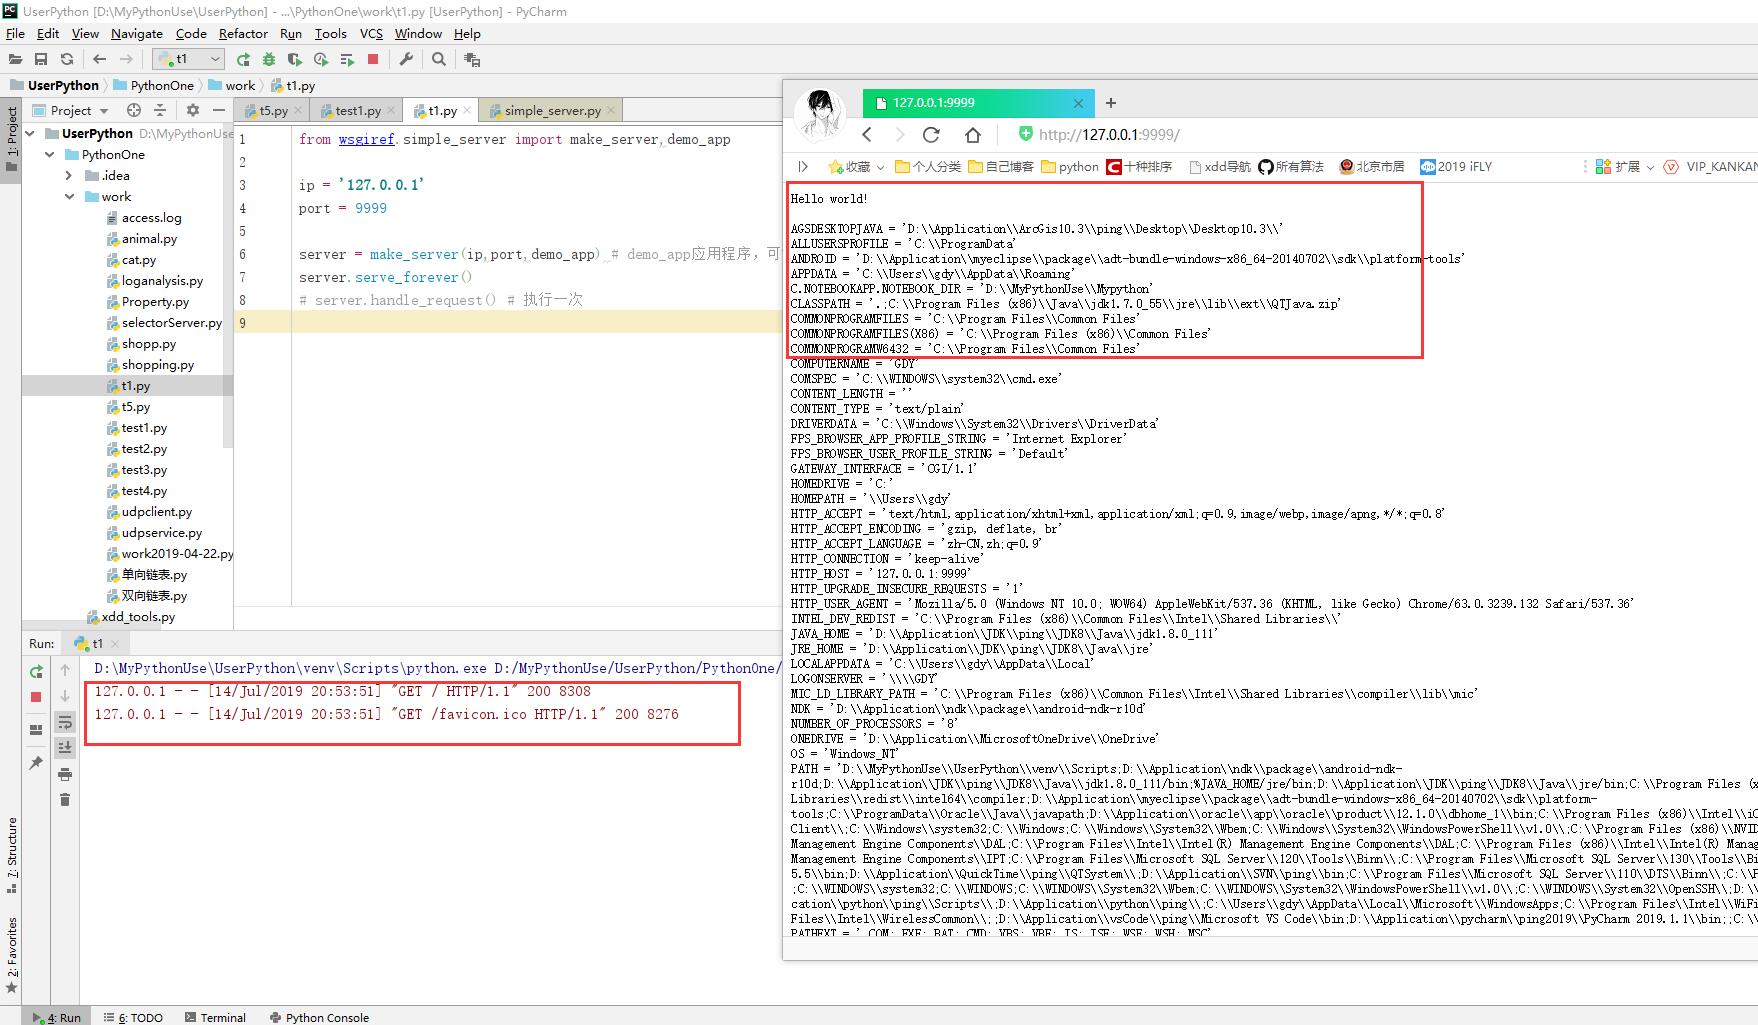 UserPython [D:\MyPythonUse\UserPython] - ...\PythonOne\work\t1.py [UserPython] - PyCharm
File Edit View Navigate Code Refactor Run Tools VCS Window Help
t1
UserPython PythonOne work t1.py
Project
t5.py test1.py t1.py simple_server.py
1: Project
UserPython D:\MyPythonUse
PythonOne
.idea
work
access.log
animal.py
cat.py
loganalysis.py
Property.py
selectorServer.py
shopp.py
shopping.py
t1.py
t5.py
test1.py
test2.py
test3.py
test4.py
udpclient.py
udpservice.py
work2019-04-22.py
单向链表.py
双向链表.py
xdd_tools.py
1 from wsgiref.simple_server import make_server,demo_app
2
3 ip = '127.0.0.1'
4 port = 9999
5
6 server = make_server(ip,port,demo_app) # demo_app应用程序，可
7 server.serve_forever()
8 # server.handle_request() # 执行一次
9
Run: t1
D:\MyPythonUse\UserPython\venv\Scripts\python.exe D:/MyPythonUse/UserPython/PythonOne/
127.0.0.1 - - [14/Jul/2019 20:53:51] "GET / HTTP/1.1" 200 8308
127.0.0.1 - - [14/Jul/2019 20:53:51] "GET /favicon.ico HTTP/1.1" 200 8276
7: Structure
2: Favorites
4: Run 6: TODO Terminal Python Console
127.0.0.1:9999
http://127.0.0.1:9999/
收藏 个人分类 自己博客 python 十种排序 xdd导航 所有算法 北京市居 2019 iFLY 扩展 VIP_KANKAN
Hello world!
AGSDESKTOPJAVA = 'D:\\Application\\ArcGis10.3\\ping\\Desktop\\Desktop10.3\\'
ALLUSERSPROFILE = 'C:\\ProgramData'
ANDROID = 'D:\\Application\\myeclipse\\package\\adt-bundle-windows-x86_64-20140702\\sdk\\platform-tools'
APPDATA = 'C:\\Users\\gdy\\AppData\\Roaming'
C.NOTEBOOKAPP.NOTEBOOK_DIR = 'D:\\MyPythonUse\\Mypython'
CLASSPATH = '.;C:\\Program Files (x86)\\Java\\jdk1.7.0_55\\jre\\lib\\ext\\QTJava.zip'
COMMONPROGRAMFILES = 'C:\\Program Files\\Common Files'
COMMONPROGRAMFILES(X86) = 'C:\\Program Files (x86)\\Common Files'
COMMONPROGRAMW6432 = 'C:\\Program Files\\Common Files'
COMPUTERNAME = 'GDY'
COMSPEC = 'C:\\WINDOWS\\system32\\cmd.exe'
CONTENT_LENGTH = ''
CONTENT_TYPE = 'text/plain'
DRIVERDATA = 'C:\\Windows\\System32\\Drivers\\DriverData'
FPS_BROWSER_APP_PROFILE_STRING = 'Internet Explorer'
FPS_BROWSER_USER_PROFILE_STRING = 'Default'
GATEWAY_INTERFACE = 'CGI/1.1'
HOMEDRIVE = 'C:'
HOMEPATH = '\\Users\\gdy'
HTTP_ACCEPT = 'text/html,application/xhtml+xml,application/xml;q=0.9,image/webp,image/apng,*/*;q=0.8'
HTTP_ACCEPT_ENCODING = 'gzip, deflate, br'
HTTP_ACCEPT_LANGUAGE = 'zh-CN,zh;q=0.9'
HTTP_CONNECTION = 'keep-alive'
HTTP_HOST = '127.0.0.1:9999'
HTTP_UPGRADE_INSECURE_REQUESTS = '1'
HTTP_USER_AGENT = 'Mozilla/5.0 (Windows NT 10.0; WOW64) AppleWebKit/537.36 (KHTML, like Gecko) Chrome/63.0.3239.132 Safari/537.36'
INTEL_DEV_REDIST = 'C:\\Program Files (x86)\\Common Files\\Intel\\Shared Libraries\\'
JAVA_HOME = 'D:\\Application\\JDK\\ping\\JDK8\\Java\\jdk1.8.0_111'
JRE_HOME = 'D:\\Application\\JDK\\ping\\JDK8\\Java\\jre'
LOCALAPPDATA = 'C:\\Users\\gdy\\AppData\\Local'
LOGONSERVER = '\\\\GDY'
MIC_LD_LIBRARY_PATH = 'C:\\Program Files (x86)\\Common Files\\Intel\\Shared Libraries\\compiler\\lib\\mic'
NDK = 'D:\\Application\\ndk\\package\\android-ndk-r10d'
NUMBER_OF_PROCESSORS = '8'
ONEDRIVE = 'D:\\Application\\MicrosoftOneDrive\\OneDrive'
OS = 'Windows_NT'
PATH = 'D:\\MyPythonUse\\UserPython\\venv\\Scripts;D:\\Application\\ndk\\package\\android-ndk-
r10d;D:\\Application\\JDK\\ping\\JDK8\\Java\\jdk1.8.0_111/bin;%JAVA_HOME/jre/bin;D:\\Application\\JDK\\ping\\JDK8\\Java\\jre/bin;C:\\Program Files (x
Libraries\\redist\\intel64\\compiler;D:\\Application\\myeclipse\\package\\adt-bundle-windows-x86_64-20140702\\sdk\\platform-
tools;C:\\ProgramData\\Oracle\\Java\\javapath;D:\\Application\\oracle\\app\\oracle\\product\\12.1.0\\dbhome_1\\bin;C:\\Program Files (x86)\\Intel\\iC
Client\\;C:\\Windows\\system32;C:\\Windows;C:\\Windows\\System32\\Wbem;C:\\Windows\\System32\\WindowsPowerShell\\v1.0\\;C:\\Program Files (x86)\\NVID
Management Engine Components\\DAL;C:\\Program Files\\Intel\\Intel(R) Management Engine Components\\DAL;C:\\Program Files (x86)\\Intel\\Intel(R) Manag
Management Engine Components\\IPT;C:\\Program Files\\Microsoft SQL Server\\120\\Tools\\Binn\\;C:\\Program Files\\Microsoft SQL Server\\130\\Tools\\Bi
5.5\\bin;D:\\Application\\QuickTime\\ping\\QTSystem\\;D:\\Application\\SVN\\ping\\bin;C:\\Program Files\\Microsoft SQL Server\\110\\DTS\\Binn\\;C:\\P
;C:\\WINDOWS\\system32;C:\\WINDOWS;C:\\WINDOWS\\System32\\Wbem;C:\\WINDOWS\\System32\\WindowsPowerShell\\v1.0\\;C:\\WINDOWS\\System32\\OpenSSH\\;D:\\
cation\\python\\ping\\Scripts\\;D:\\Application\\python\\ping\\;C:\\Users\\gdy\\AppData\\Local\\Microsoft\\WindowsApps;C:\\Program Files\\Intel\\WiFi
Files\\Intel\\WirelessCommon\\;;D:\\Application\\vsCode\\ping\\Microsoft VS Code\\bin;D:\\Application\\pycharm\\ping2019\\PyCharm 2019.1.1\\bin;;C:\\
PATHEXT = '.COM;.EXE;.BAT;.CMD;.VBS;.VBE;.JS;.JSE;.WSF;.WSH;.MSC'